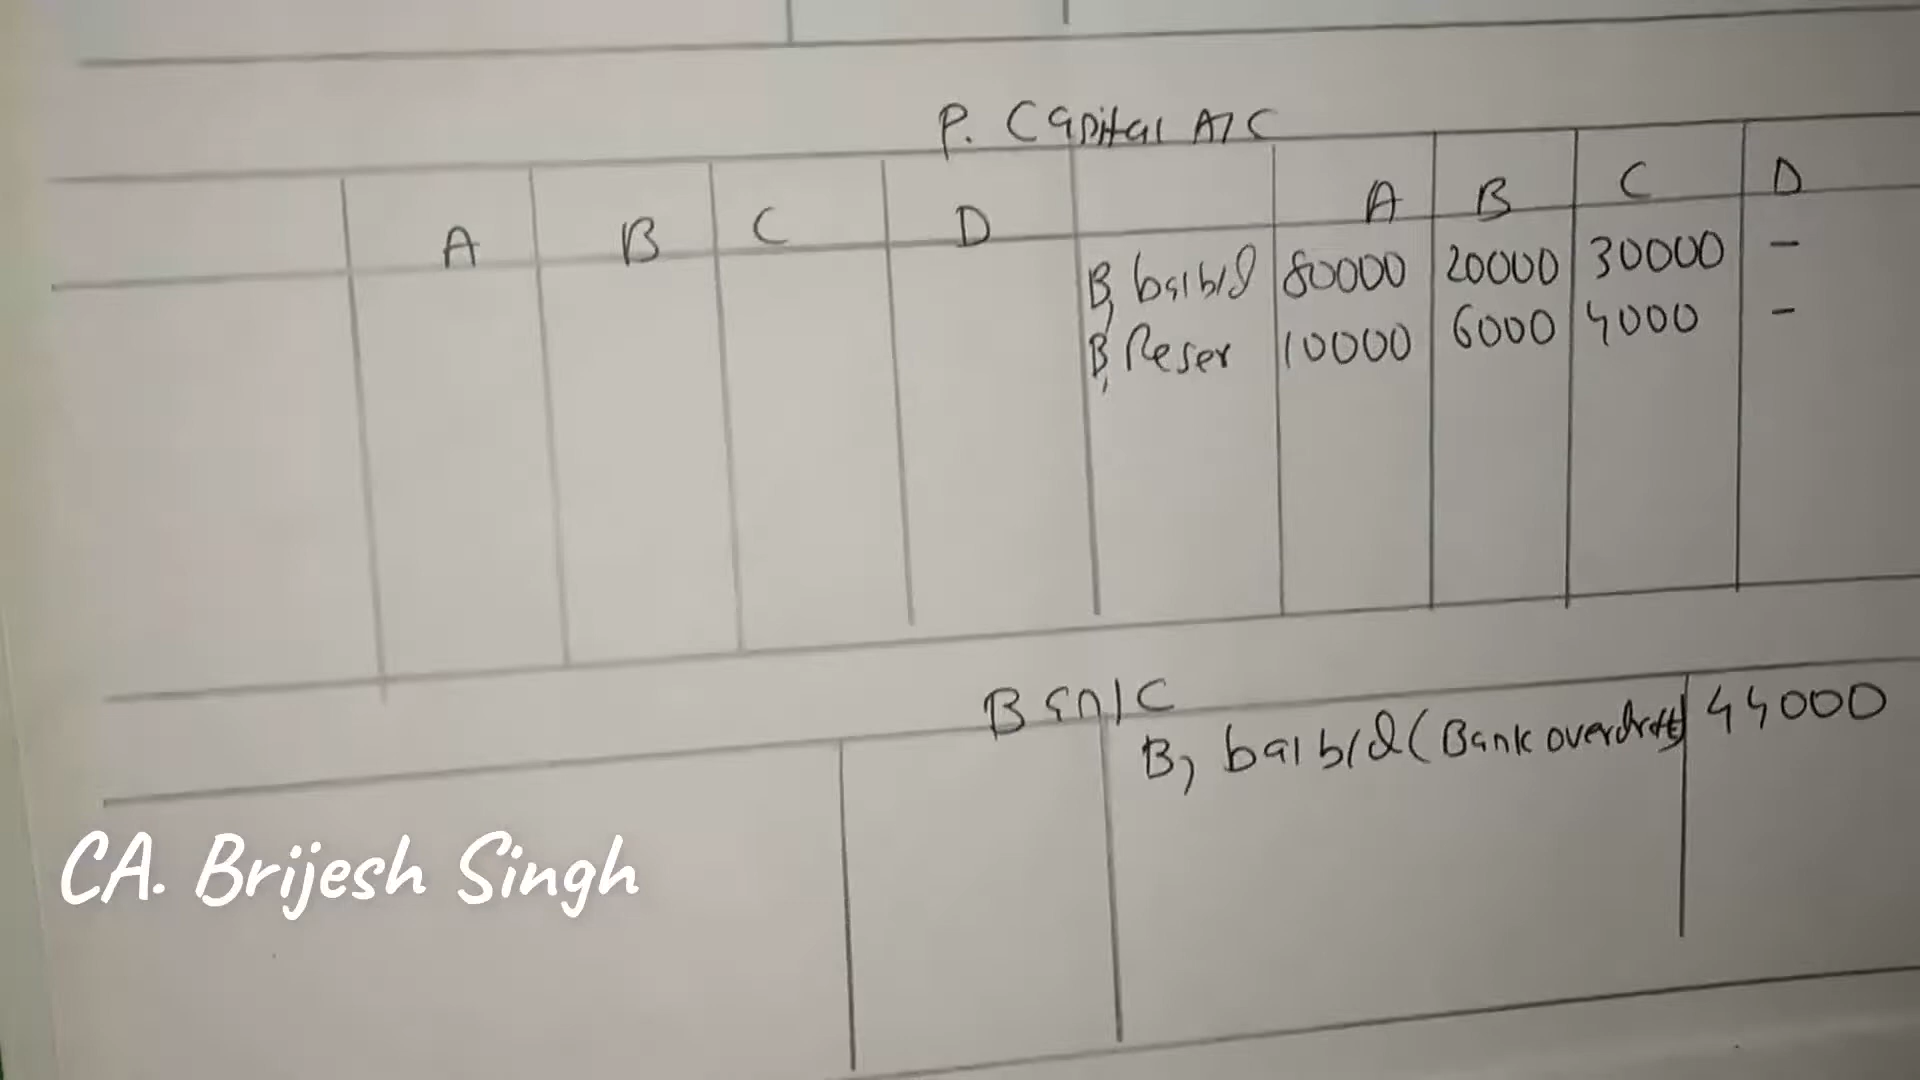 P. Capital A/C
A B C D A B C D
By bal b/d 80000 20000 30000 -
By Reser 10000 6000 4000 -
Bank
By bal b/d (Bank overdraft) 44000
CA. Brijesh Singh